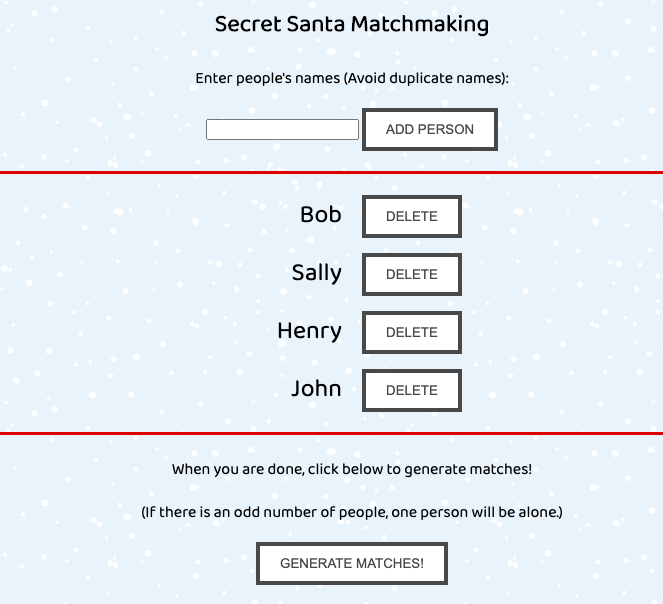 Secret Santa Matchmaking
Enter people's names (Avoid duplicate names):
ADD PERSON
Bob DELETE
Sally DELETE
Henry DELETE
John DELETE
When you are done, click below to generate matches!
(If there is an odd number of people, one person will be alone.)
GENERATE MATCHES!